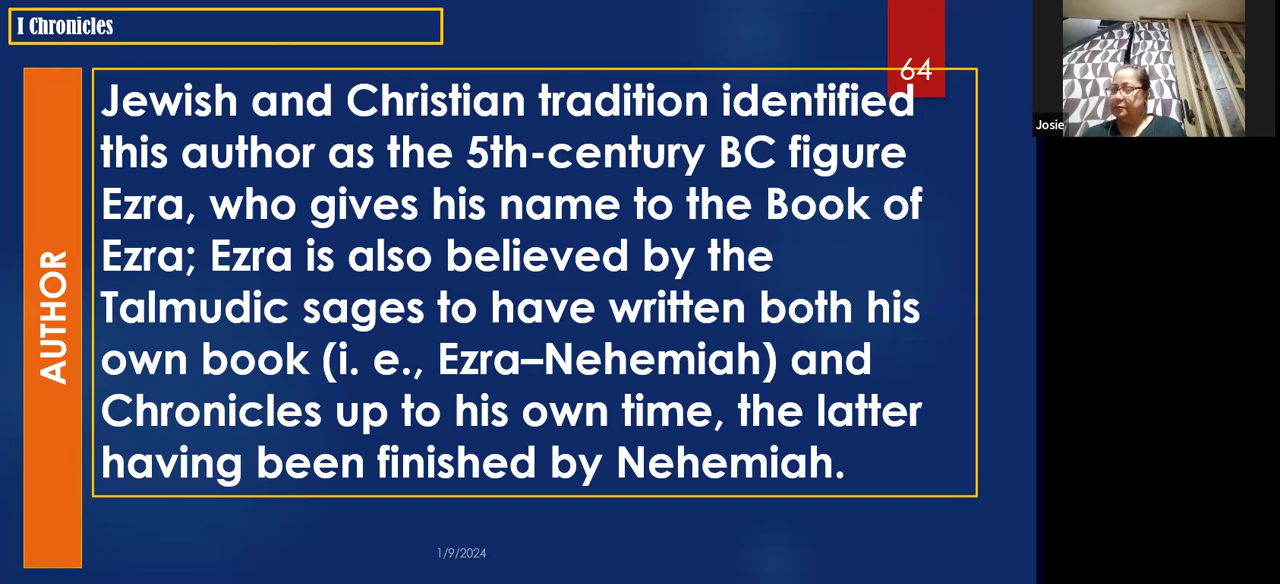 I Chronicles
64
AUTHOR
Jewish and Christian tradition identified
this author as the 5th-century BC figure
Ezra, who gives his name to the Book of
Ezra; Ezra is also believed by the
Talmudic sages to have written both his
own book (i. e., Ezra–Nehemiah) and
Chronicles up to his own time, the latter
having been finished by Nehemiah.
1/9/2024
Josie